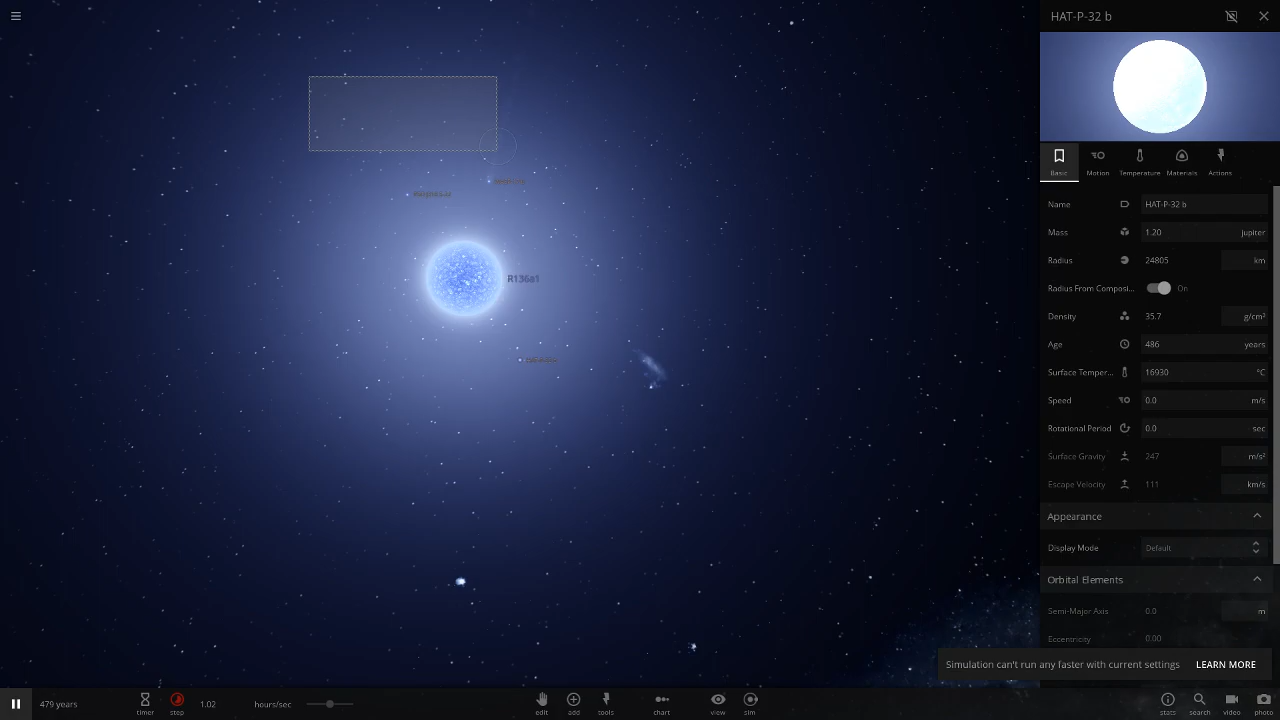 HAT-P-32 b
Basic
Motion
Temperature
Materials
Actions
Name
HAT-P-32 b
Mass
1.20
jupiter
Radius
24805
km
Radius From Composi...
On
Density
35.7
g/cm³
Age
486
years
Surface Temper...
16930
°C
Speed
0.0
m/s
Rotational Period
0.0
sec
Surface Gravity
247
m/s²
Escape Velocity
111
km/s
Appearance
Display Mode
Default
Orbital Elements
Semi-Major Axis
0.0
m
Eccentricity
0.00
R136a1
Simulation can't run any faster with current settings
LEARN MORE
479 years
timer
step
1.02
hours/sec
edit
add
tools
chart
view
sim
stats
search
video
photo